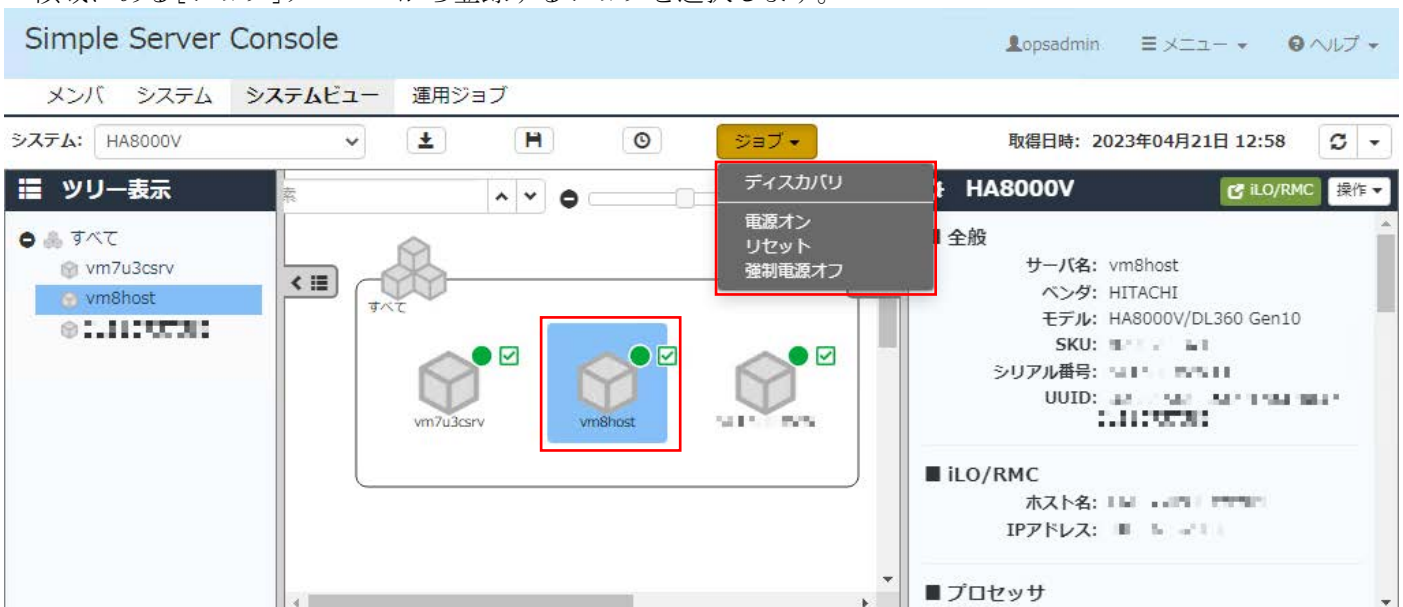 Simple Server Console
opsadmin メニュー ヘルプ
メンバ システム システムビュー 運用ジョブ
システム: HA8000V ジョブ 取得日時: 2023年04月21日 12:58
ツリー表示
すべて
vm7u3csrv
vm8host
索
すべて
vm7u3csrv
vm8host
ディスカバリ
電源オン
リセット
強制電源オフ
HA8000V iLO/RMC 操作
全般
サーバ名: vm8host
ベンダ: HITACHI
モデル: HA8000V/DL360 Gen10
SKU:
シリアル番号:
UUID:
iLO/RMC
ホスト名:
IPアドレス:
プロセッサ